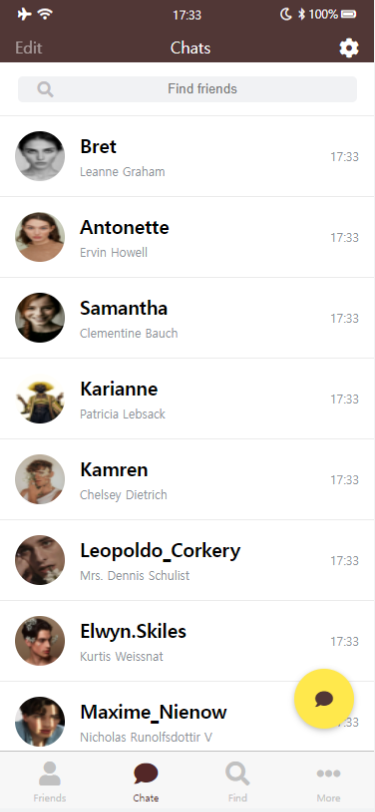 17:33 100%
Edit Chats
Find friends
Bret
Leanne Graham 17:33
Antonette
Ervin Howell 17:33
Samantha
Clementine Bauch 17:33
Karianne
Patricia Lebsack 17:33
Kamren
Chelsey Dietrich 17:33
Leopoldo_Corkery
Mrs. Dennis Schulist 17:33
Elwyn.Skiles
Kurtis Weissnat 17:33
Maxime_Nienow
Nicholas Runolfsdottir V
Friends Chate Find More